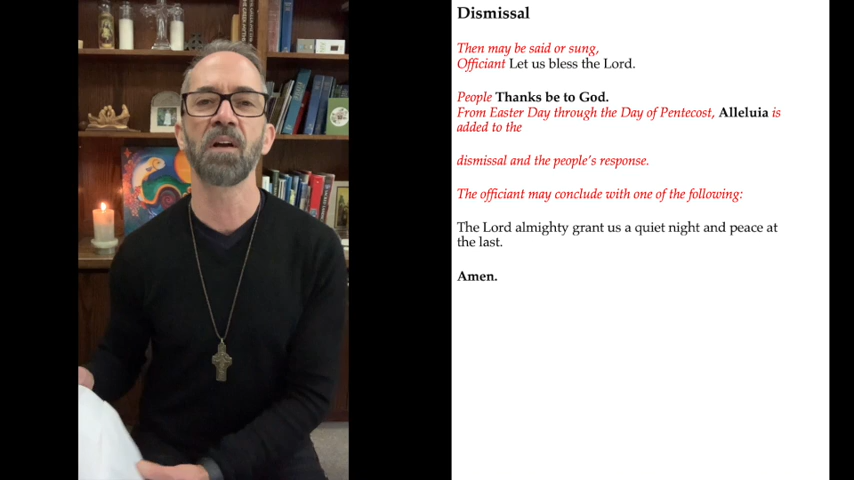 Dismissal
Then may be said or sung,
Officiant Let us bless the Lord.
People Thanks be to God.
From Easter Day through the Day of Pentecost, Alleluia is
added to the
dismissal and the people's response.
The officiant may conclude with one of the following:
The Lord almighty grant us a quiet night and peace at
the last.
Amen.